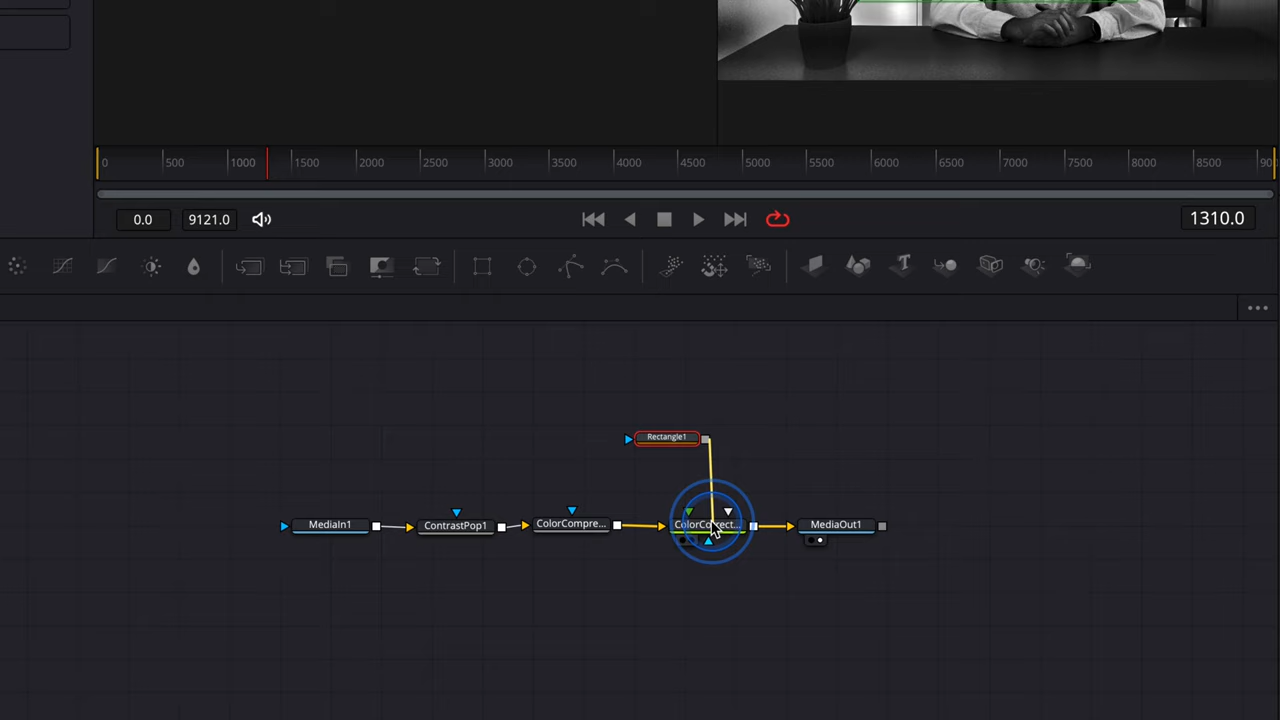 0 500 1000 1500 2000 2500 3000 3500 4000 4500 5000 5500 6000 6500 7000 7500 8000 8500
0.0 9121.0 1310.0
Rectangle1
MediaIn1 ContrastPop1 ColorCompre... ColorCorrect... MediaOut1